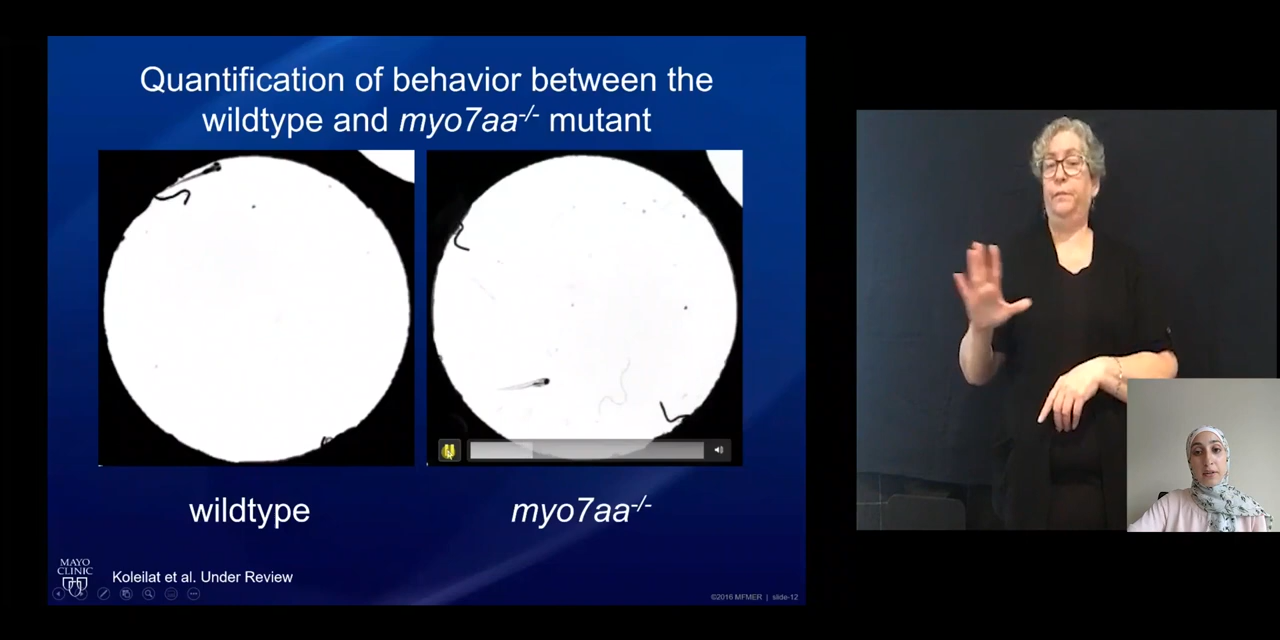 Quantification of behavior between the
wildtype and myo7aa-/- mutant
wildtype
myo7aa-/-
MAYO
CLINIC
Koleilat et al. Under Review
©2016 MFMER | slide-12